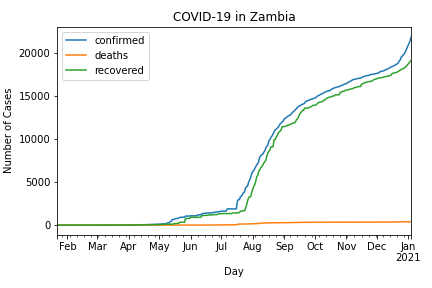 COVID-19 in Zambia
confirmed
deaths
recovered
20000
15000
10000
5000
0
Number of Cases
Feb Mar Apr May Jun Jul Aug Sep Oct Nov Dec Jan
2021
Day